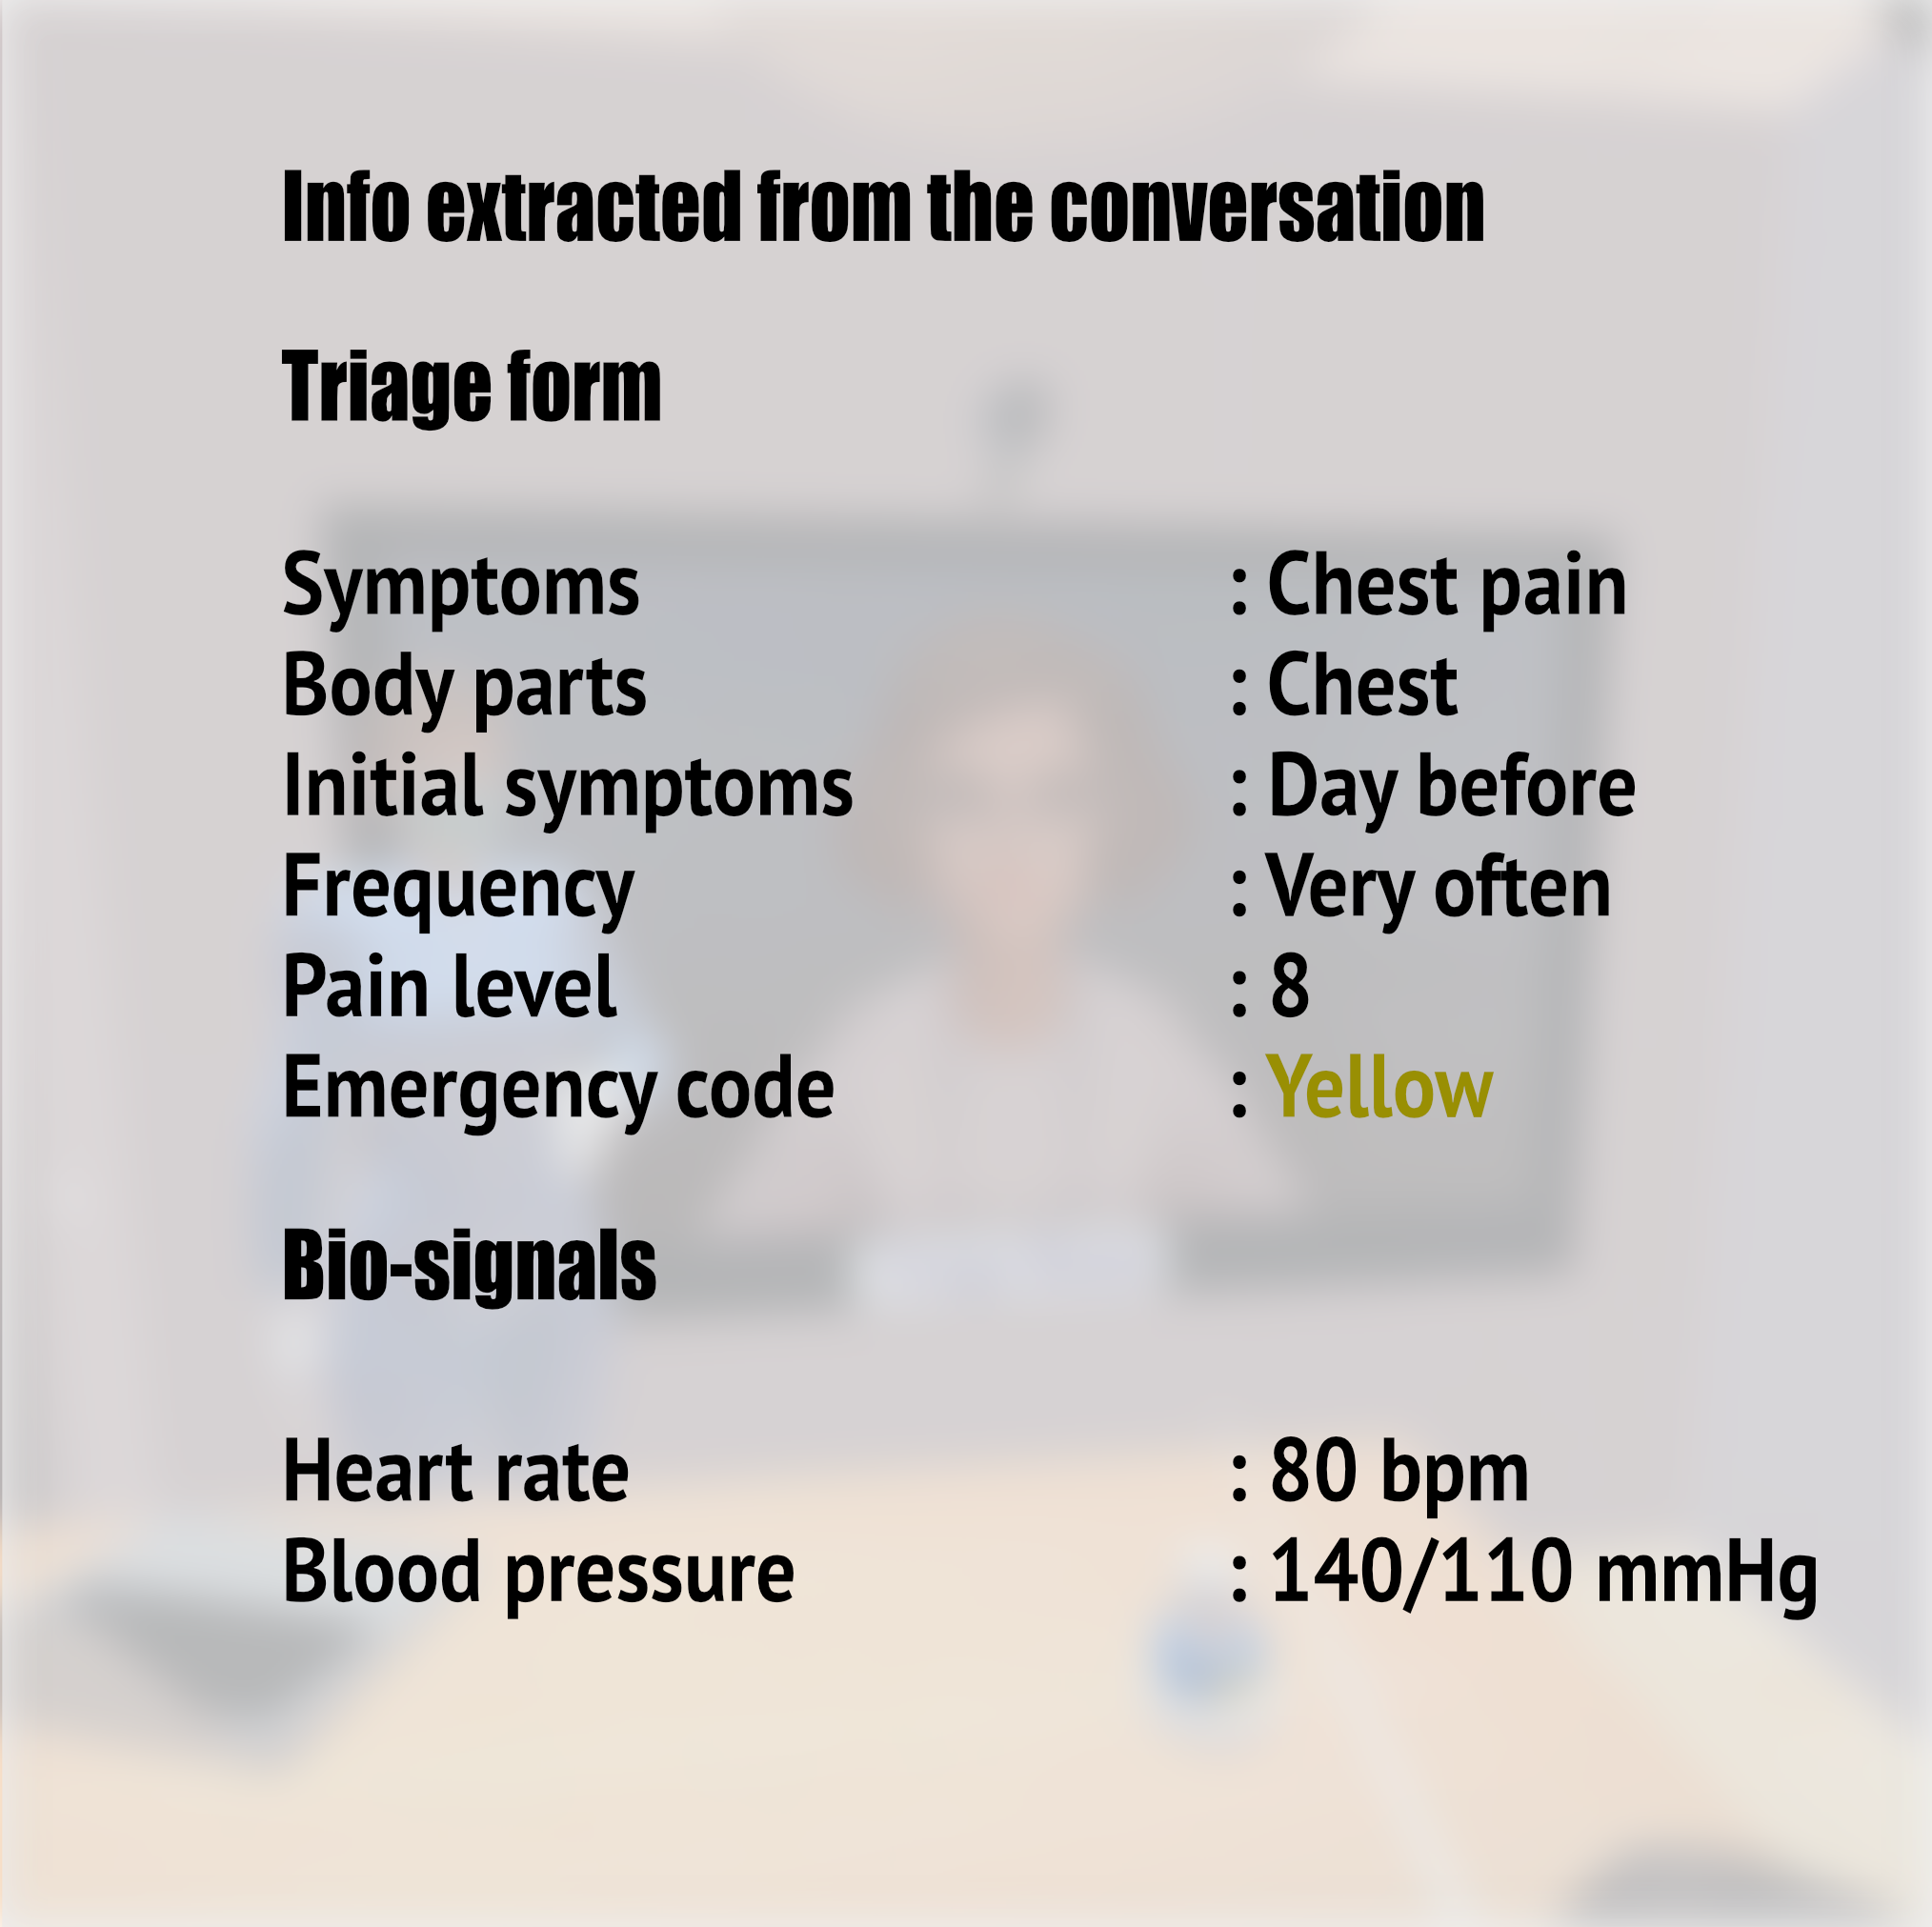 Info extracted from the conversation
Triage form
Symptoms : Chest pain
Body parts : Chest
Initial symptoms : Day before
Frequency : Very often
Pain level : 8
Emergency code : Yellow
Bio-signals
Heart rate : 80 bpm
Blood pressure : 140/110 mmHg